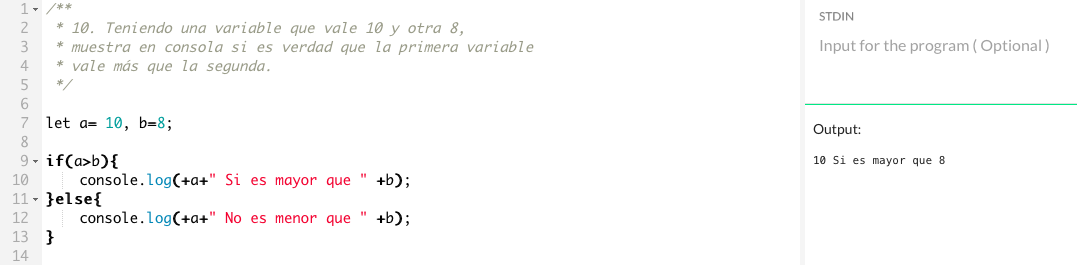 1 /**
2 * 10. Teniendo una variable que vale 10 y otra 8,
3 * muestra en consola si es verdad que la primera variable
4 * vale más que la segunda.
5 */
6
7 let a= 10, b=8;
8
9 if(a>b){
10 console.log(+a+" Si es mayor que " +b);
11 }else{
12 console.log(+a+" No es menor que " +b);
13 }
14
STDIN
Input for the program ( Optional )
Output:
10 Si es mayor que 8